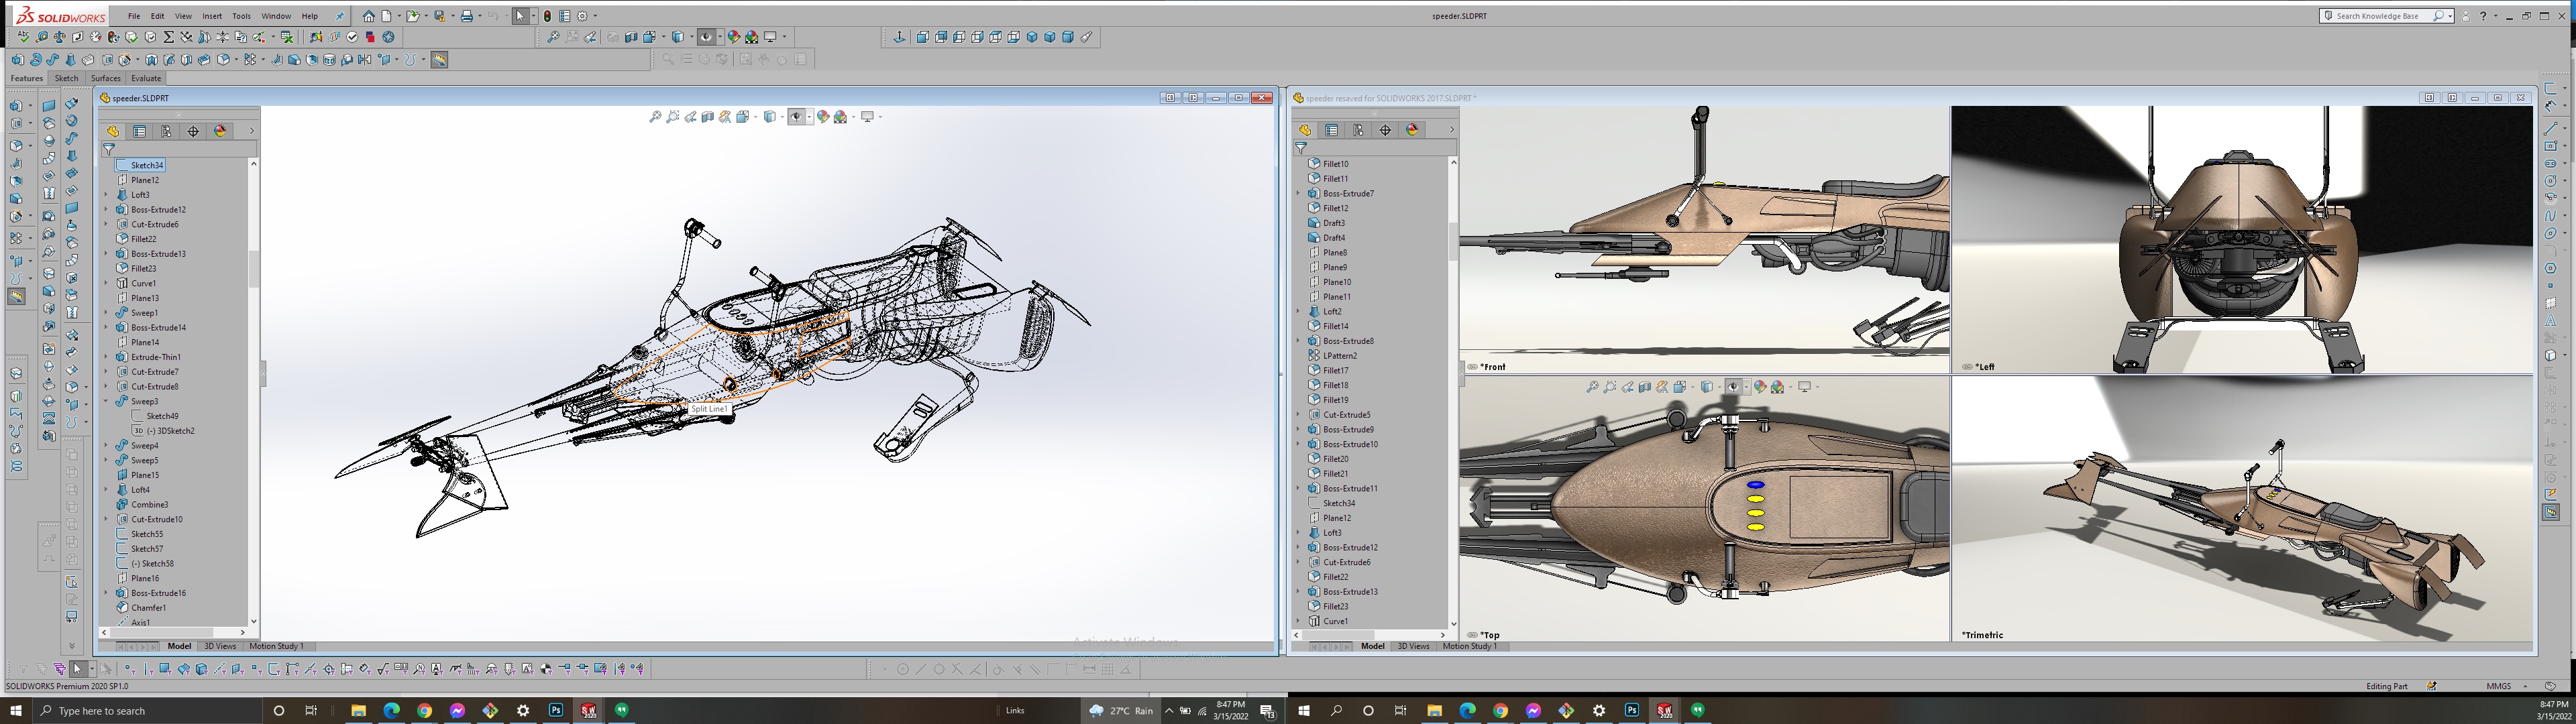 SOLIDWORKS File Edit View Insert Tools Window Help
speeder.SLDPRT
Search Knowledge Base
Features Sketch Surfaces Evaluate
speeder.SLDPRT
Sketch34
Plane12
Loft3
Boss-Extrude12
Cut-Extrude6
Fillet22
Boss-Extrude13
Fillet23
Curve1
Plane13
Sweep1
Boss-Extrude14
Plane14
Extrude-Thin1
Cut-Extrude7
Cut-Extrude8
Sweep3
Sketch49
3D (-) 3DSketch2
Sweep4
Sweep5
Plane15
Loft4
Combine3
Cut-Extrude10
Sketch55
Sketch57
(-) Sketch58
Plane16
Boss-Extrude16
Chamfer1
Axis1
Split Line1
Activate Windows
Model 3D Views Motion Study 1
speeder resaved for SOLIDWORKS 2017.SLDPRT *
Fillet10
Fillet11
Boss-Extrude7
Fillet12
Draft3
Draft4
Plane8
Plane9
Plane10
Plane11
Loft2
Fillet14
Boss-Extrude8
LPattern2
Fillet17
Fillet18
Fillet19
Cut-Extrude5
Boss-Extrude9
Boss-Extrude10
Fillet20
Fillet21
Boss-Extrude11
Sketch34
Plane12
Loft3
Boss-Extrude12
Cut-Extrude6
Fillet22
Boss-Extrude13
Fillet23
Curve1
*Front
*Left
*Top
*Trimetric
Model 3D Views Motion Study 1
SOLIDWORKS Premium 2020 SP1.0
Editing Part
MMGS
Type here to search
Links
27°C Rain
8:47 PM
3/15/2022
13
8:47 PM
3/15/2022